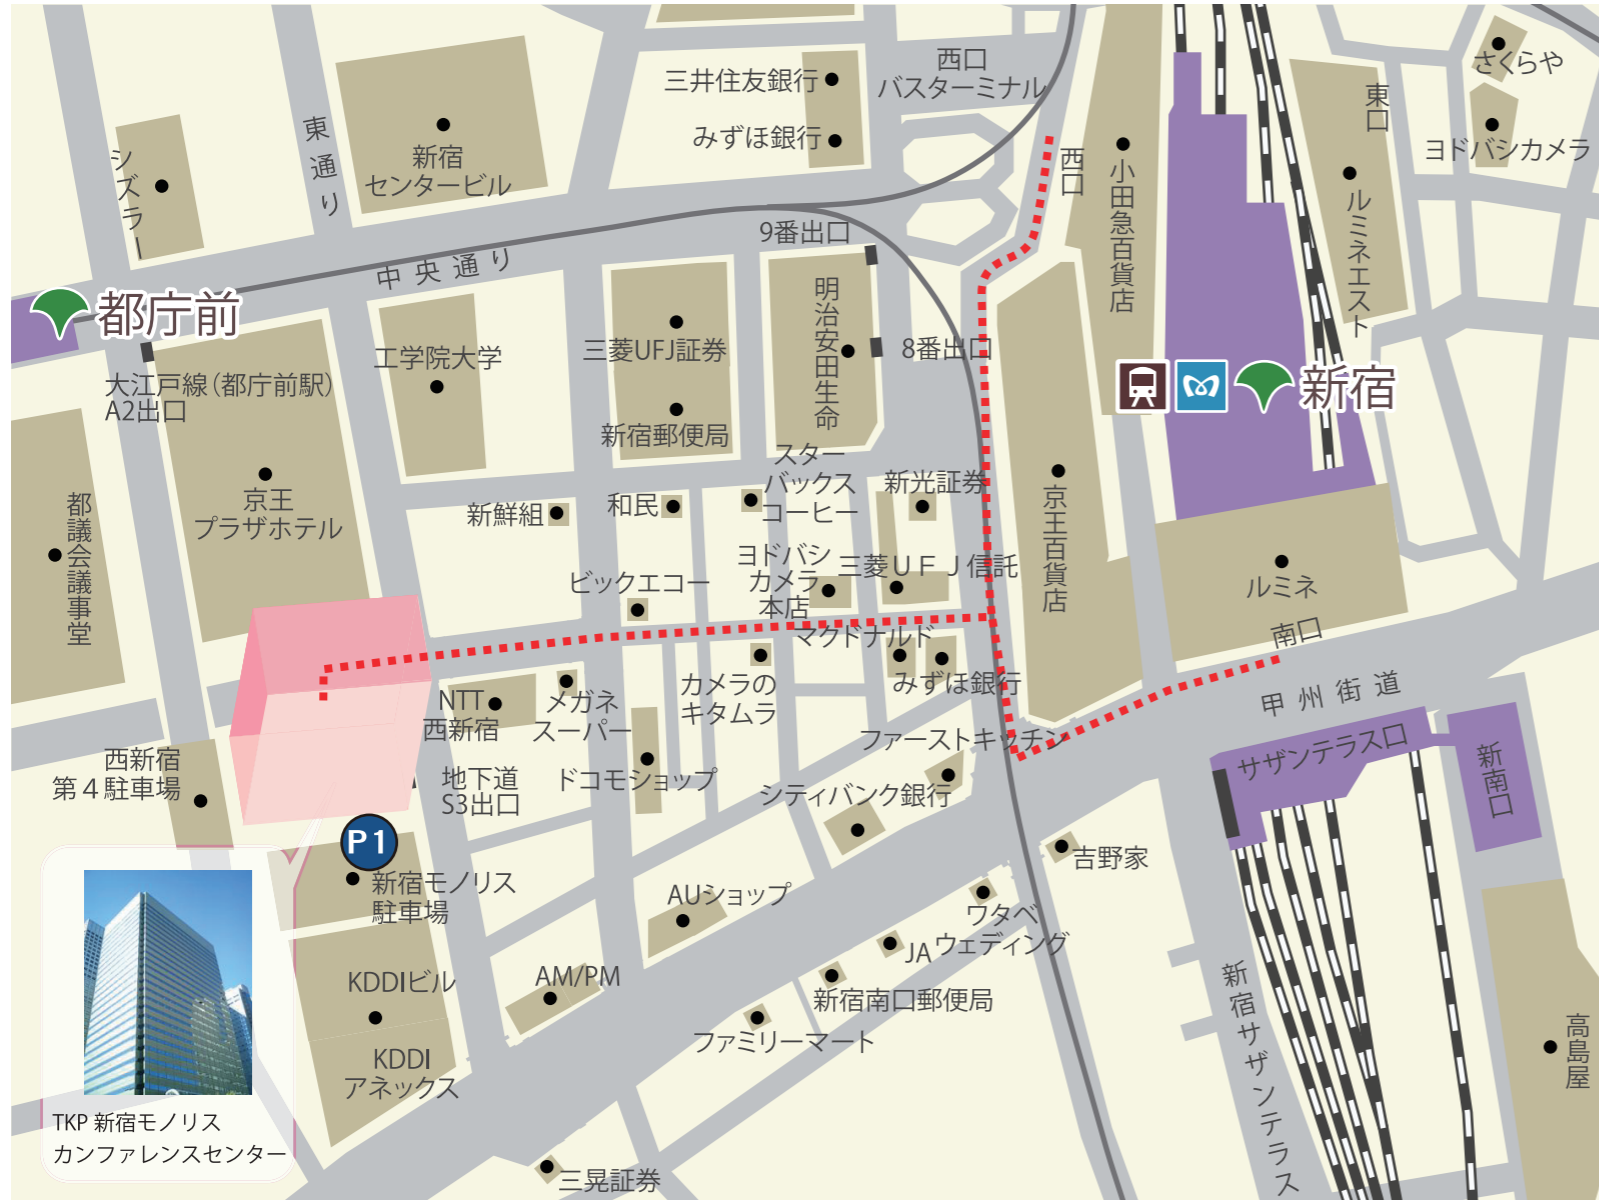 さくらや
三井住友銀行
西口
バスターミナル
東口
みずほ銀行
東通り
新宿
センタービル
シズラー
西口
小田急百貨店
ヨドバシカメラ
ルミネエスト
9番出口
中央通り
都庁前
明治安田生命
工学院大学
三菱UFJ証券
8番出口
大江戸線(都庁前駅)
A2出口
新宿
新宿郵便局
スター
バックス
コーヒー
新光証券
都議会議事堂
京王
プラザホテル
新鮮組
和民
京王百貨店
ヨドバシ
カメラ
本店
三菱UFJ信託
ビックエコー
ルミネ
マクドナルド
南口
NTT
西新宿
メガネ
スーパー
カメラの
キタムラ
みずほ銀行
甲州街道
ファーストキッチン
サザンテラス口
新南口
西新宿
第4駐車場
地下道
S3出口
ドコモショップ
シティバンク銀行
P1
吉野家
新宿モノリス
駐車場
AUショップ
ワタベ
ウェディング
JA
KDDIビル
AM/PM
新宿南口郵便局
新宿サザンテラス
ファミリーマート
高島屋
KDDI
アネックス
TKP 新宿モノリス
カンファレンスセンター
三晃証券